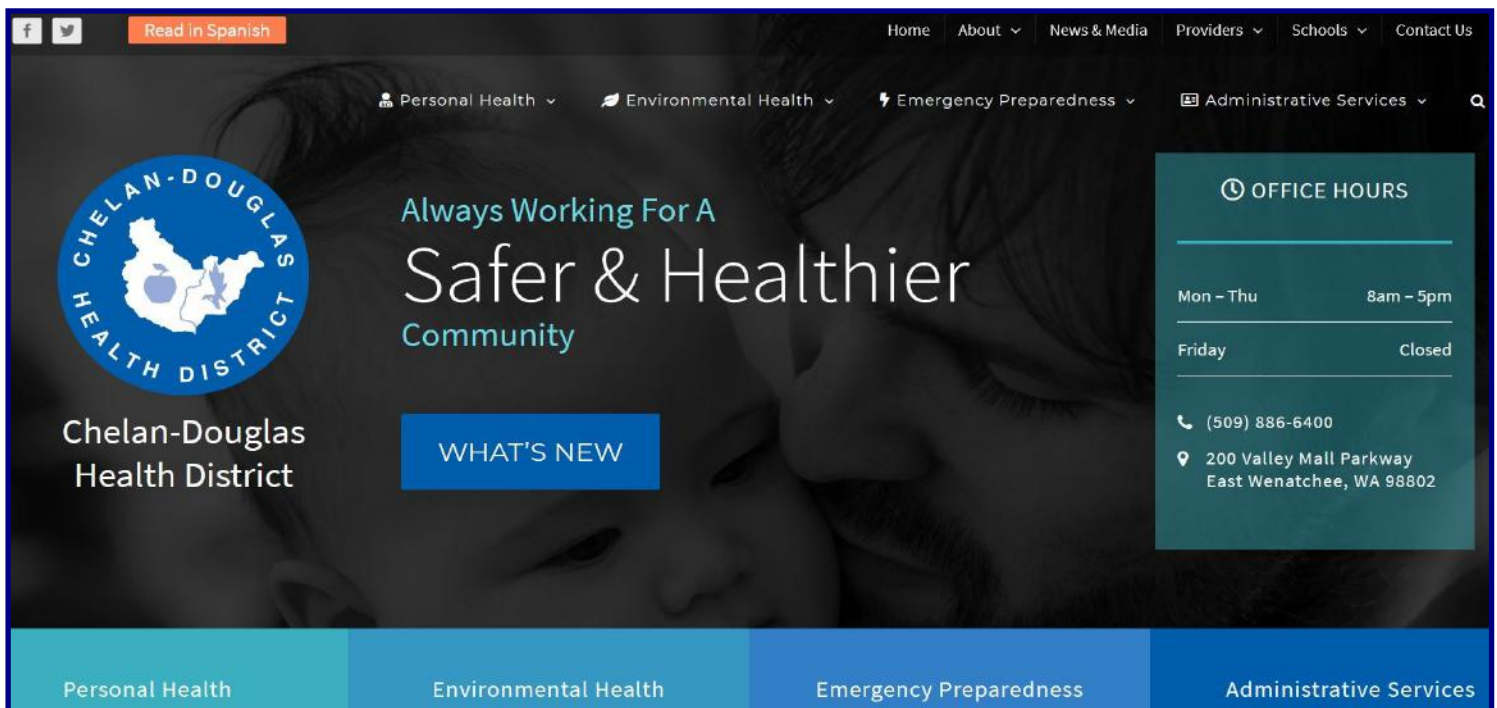 Read in Spanish
Home About News & Media Providers Schools Contact Us
Personal Health Environmental Health Emergency Preparedness Administrative Services
CHELAN-DOUGLAS HEALTH DISTRICT
Chelan-Douglas
Health District
Always Working For A
Safer & Healthier
Community
WHAT'S NEW
OFFICE HOURS
Mon – Thu 8am – 5pm
Friday Closed
(509) 886-6400
200 Valley Mall Parkway
East Wenatchee, WA 98802
Personal Health Environmental Health Emergency Preparedness Administrative Services